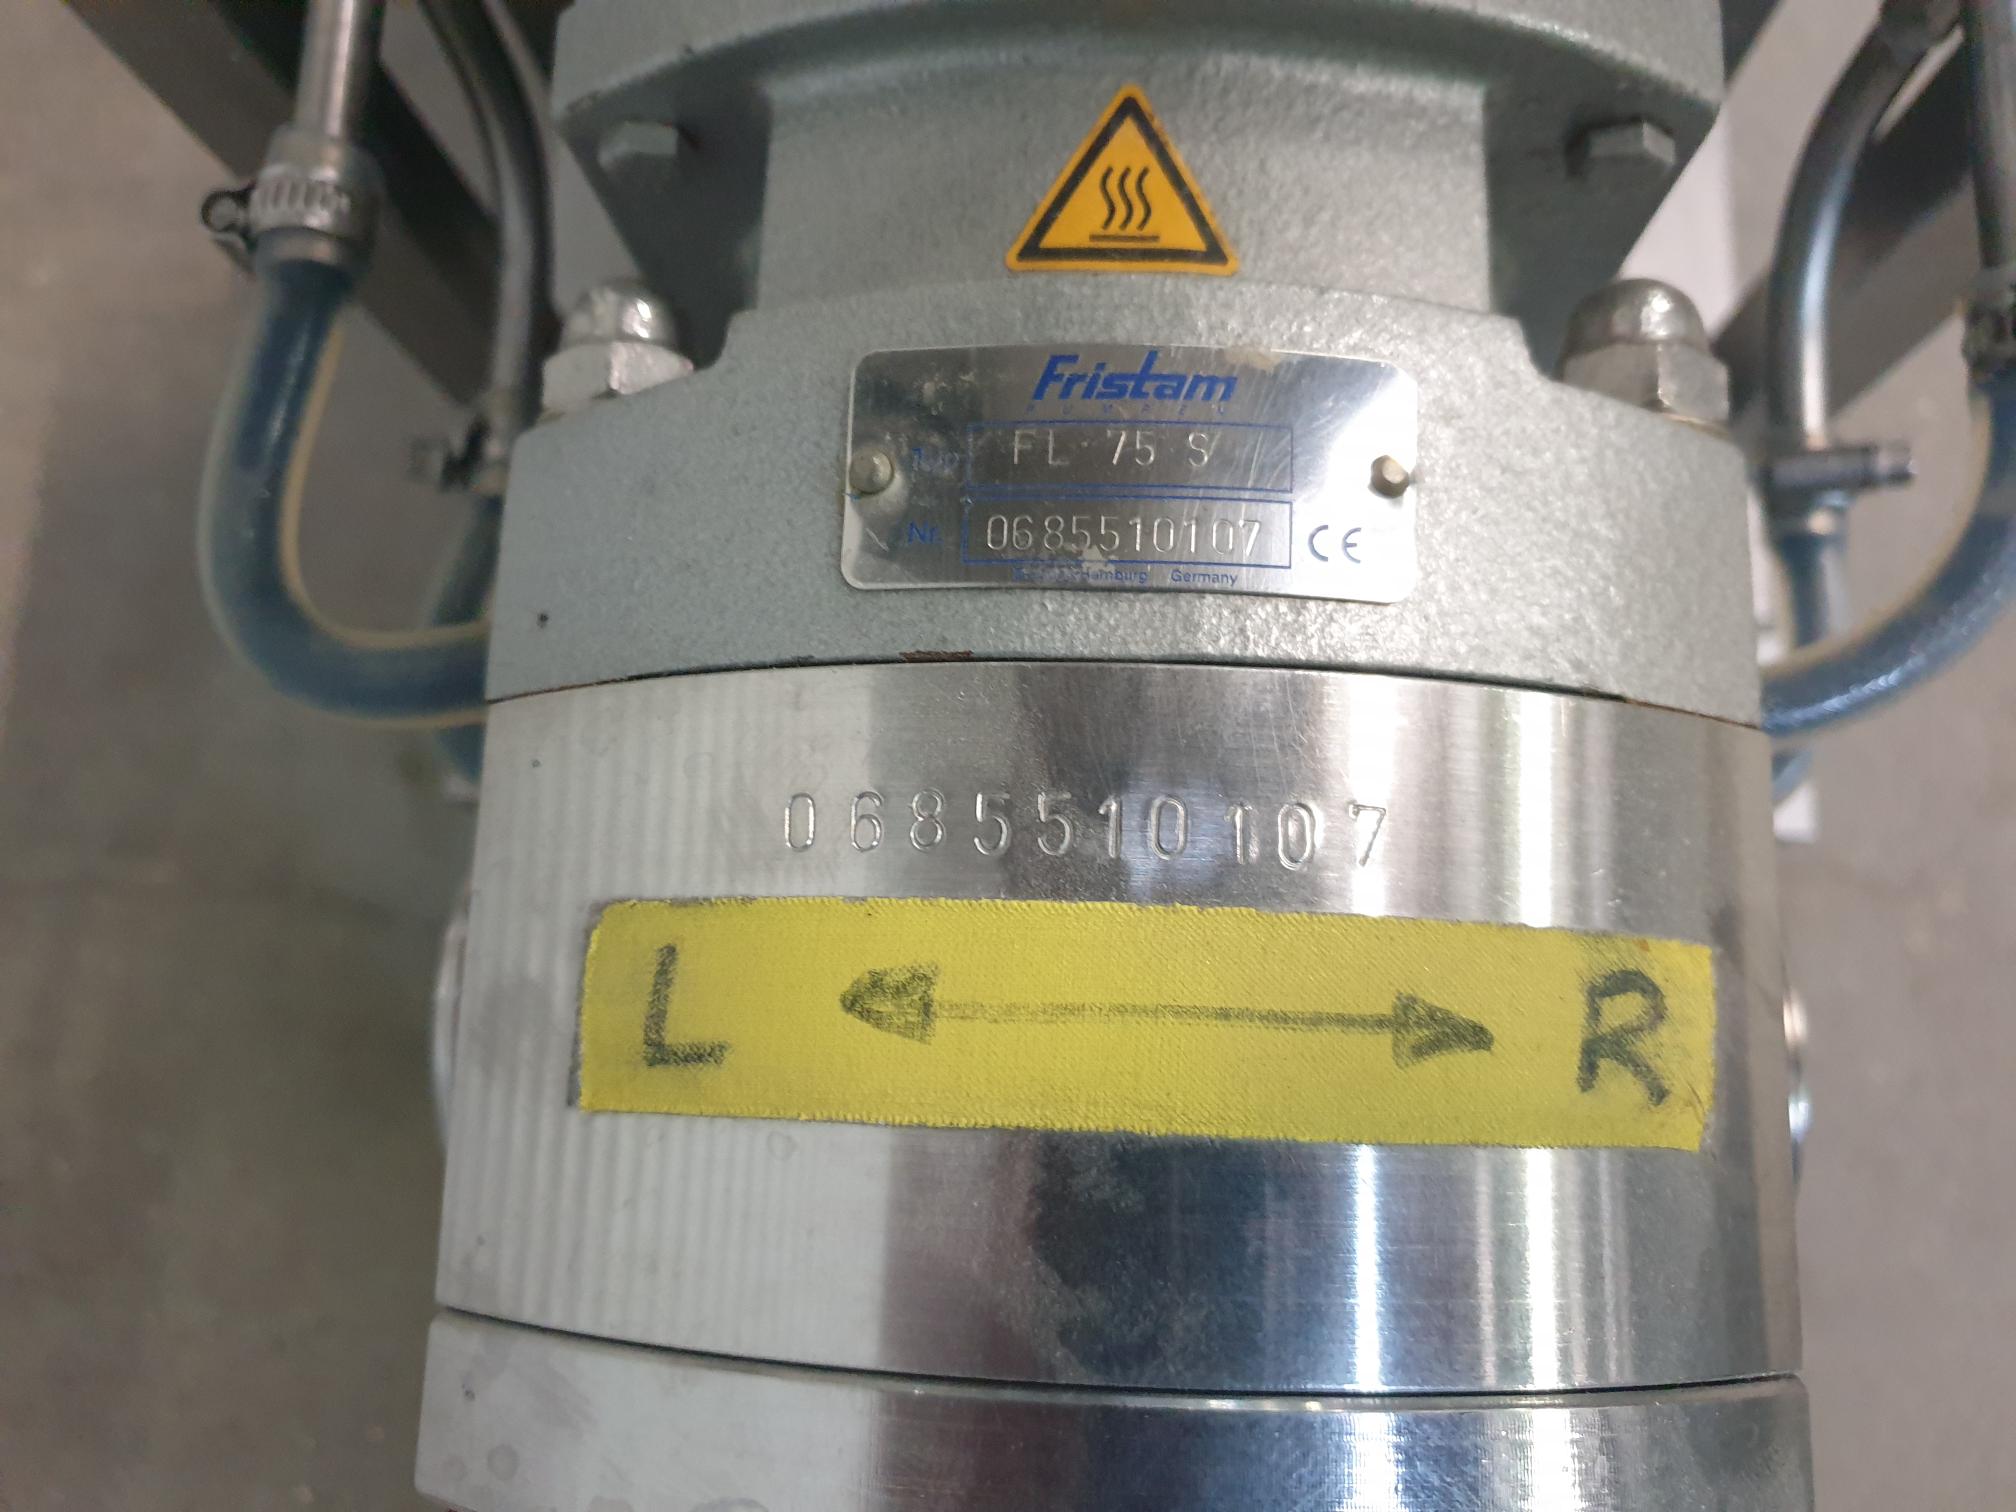 Fristam
PUMPEN
Typ FL 75 S
Nr. 0685510107 CE
Hamburg Germany
0685510107
L R